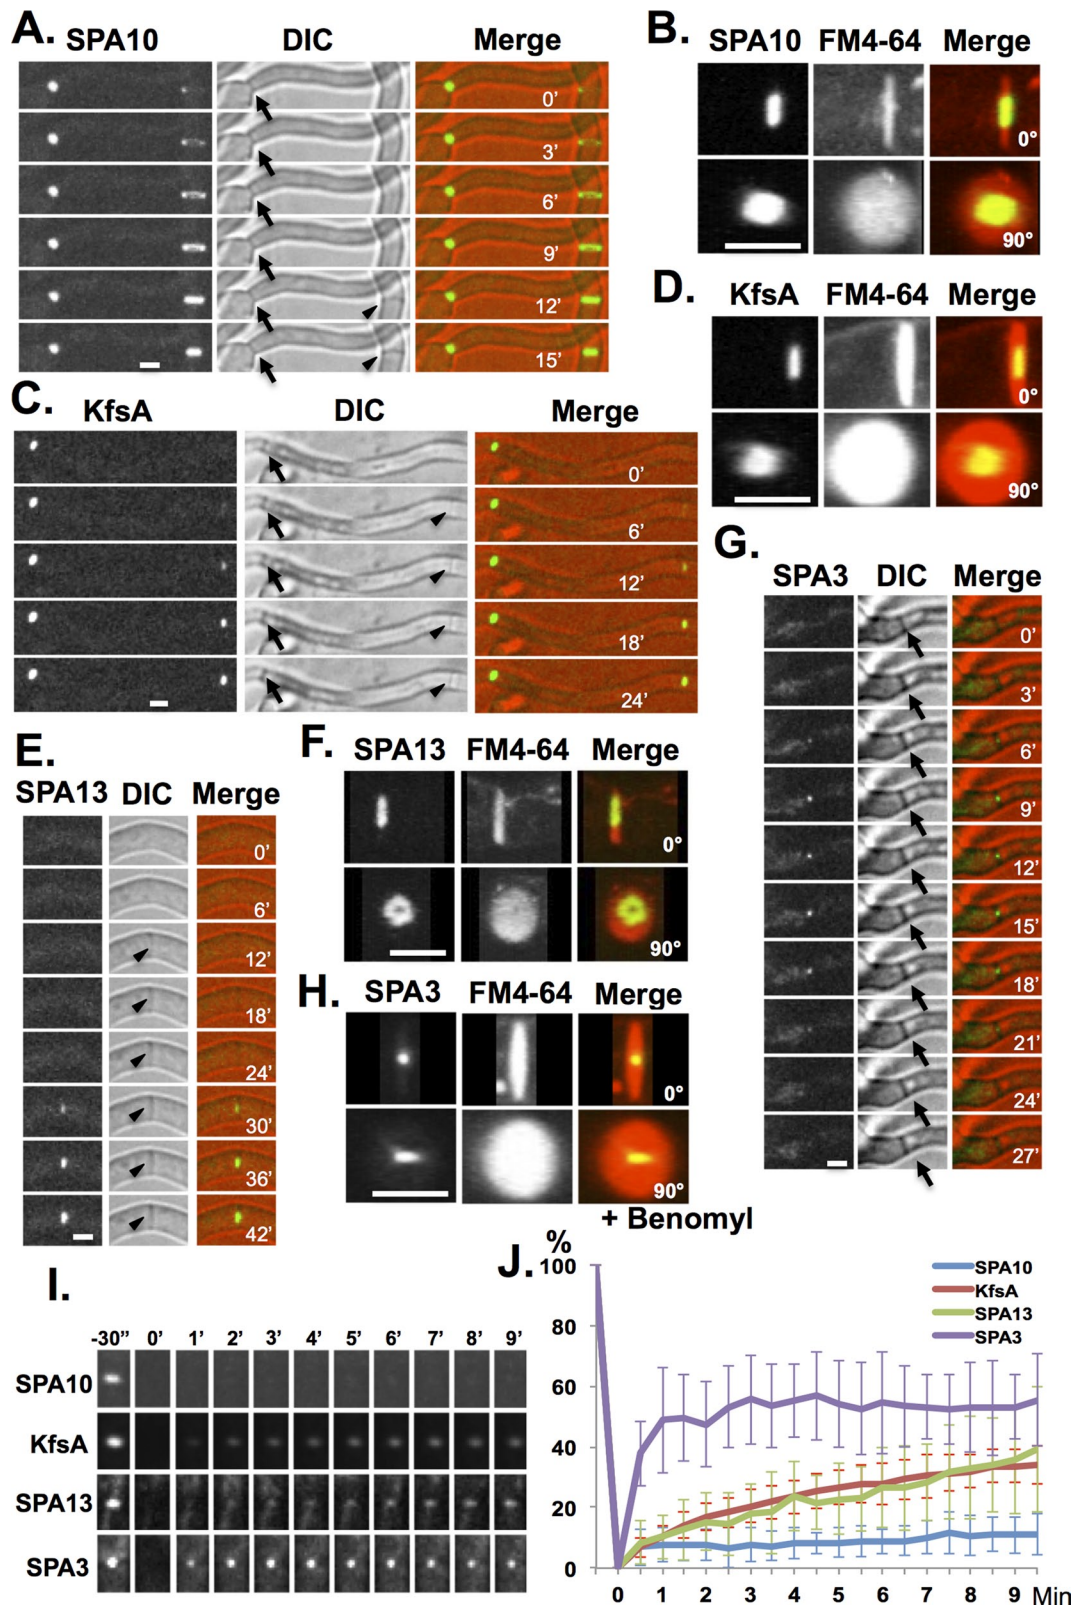 A.
SPA10 DIC Merge
0’
3’
6’
9’
12’
15’
B.
SPA10 FM4-64 Merge
0°
90°
C.
KfsA DIC Merge
0’
6’
12’
18’
24’
D.
KfsA FM4-64 Merge
0°
90°
E.
SPA13 DIC Merge
0’
6’
12’
18’
24’
30’
36’
42’
F.
SPA13 FM4-64 Merge
0°
90°
G.
SPA3 DIC Merge
0’
3’
6’
9’
12’
15’
18’
21’
24’
27’
H.
SPA3 FM4-64 Merge
0°
90°
+ Benomyl
I.
-30’’ 0’ 1’ 2’ 3’ 4’ 5’ 6’ 7’ 8’ 9’
SPA10
KfsA
SPA13
SPA3
J.
%
100
80
60
40
20
0
0 1 2 3 4 5 6 7 8 9 Min
SPA10
KfsA
SPA13
SPA3